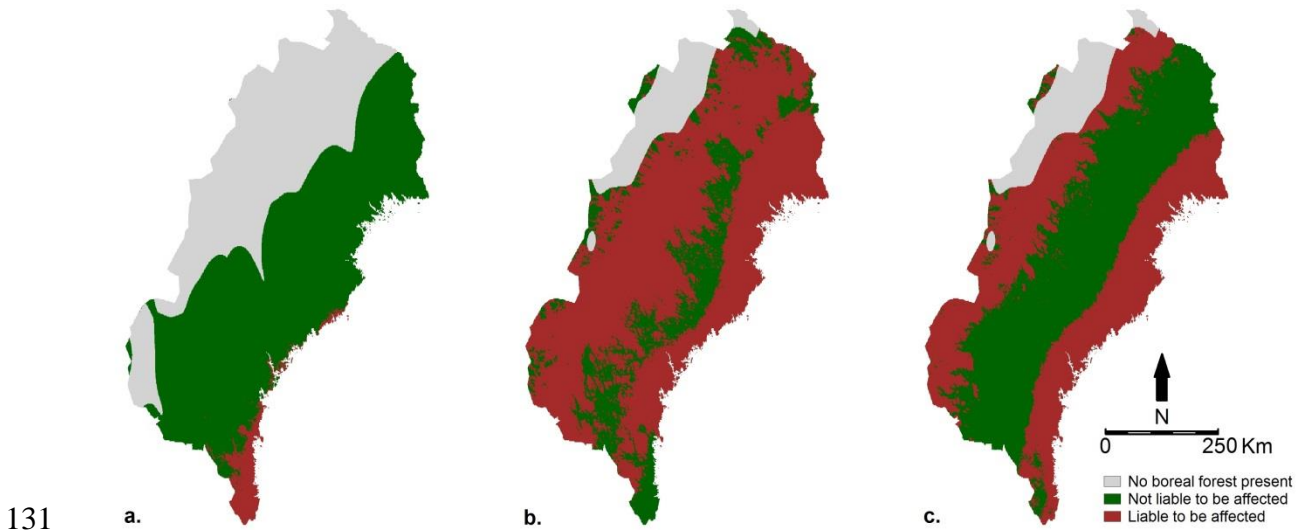 N
0 250 Km
No boreal forest present
Not liable to be affected
Liable to be affected
131 a. b. c.